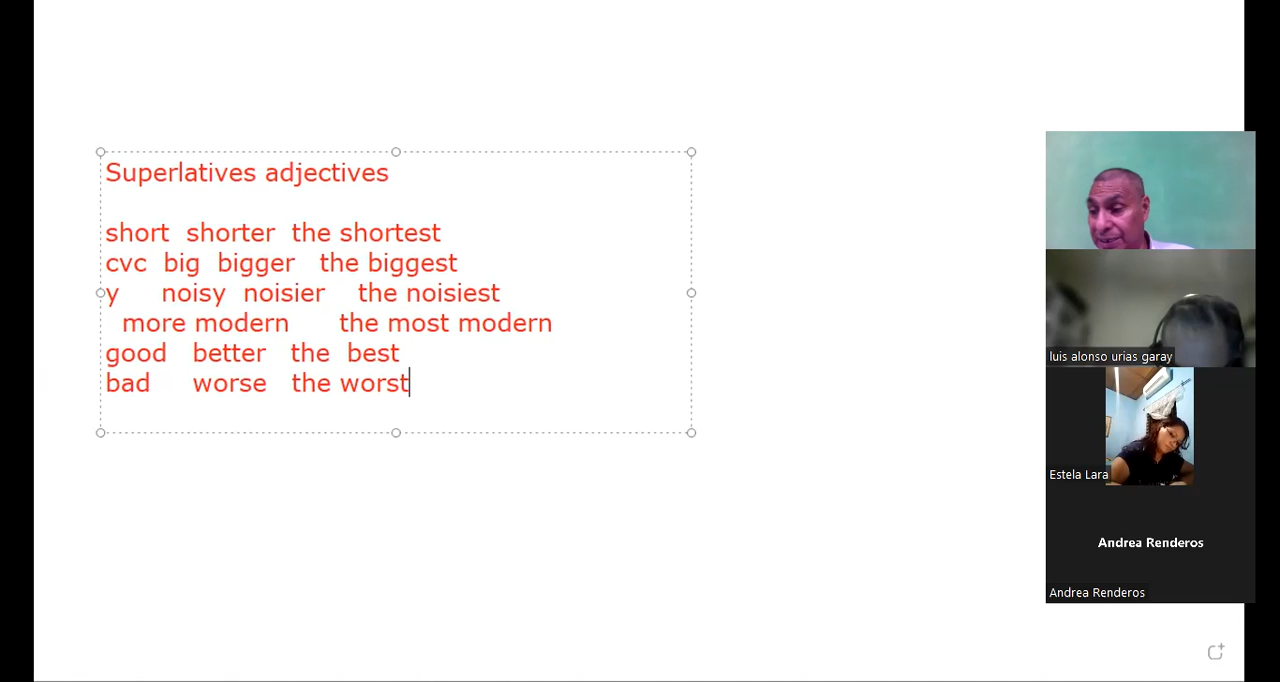 Superlatives adjectives
short shorter the shortest
cvc big bigger the biggest
y noisy noisier the noisiest
more modern the most modern
good better the best
bad worse the worst
luis alonso urias garay
Estela Lara
Andrea Renderos
Andrea Renderos